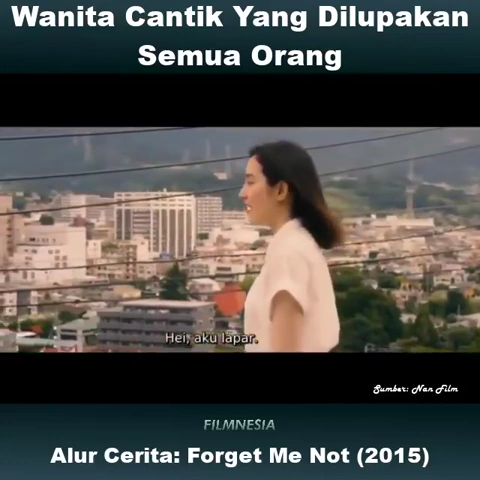 Wanita Cantik Yang Dilupakan
Semua Orang
Hei, aku lapar.
Sumber: Nan Film
FILMNESIA
Alur Cerita: Forget Me Not (2015)